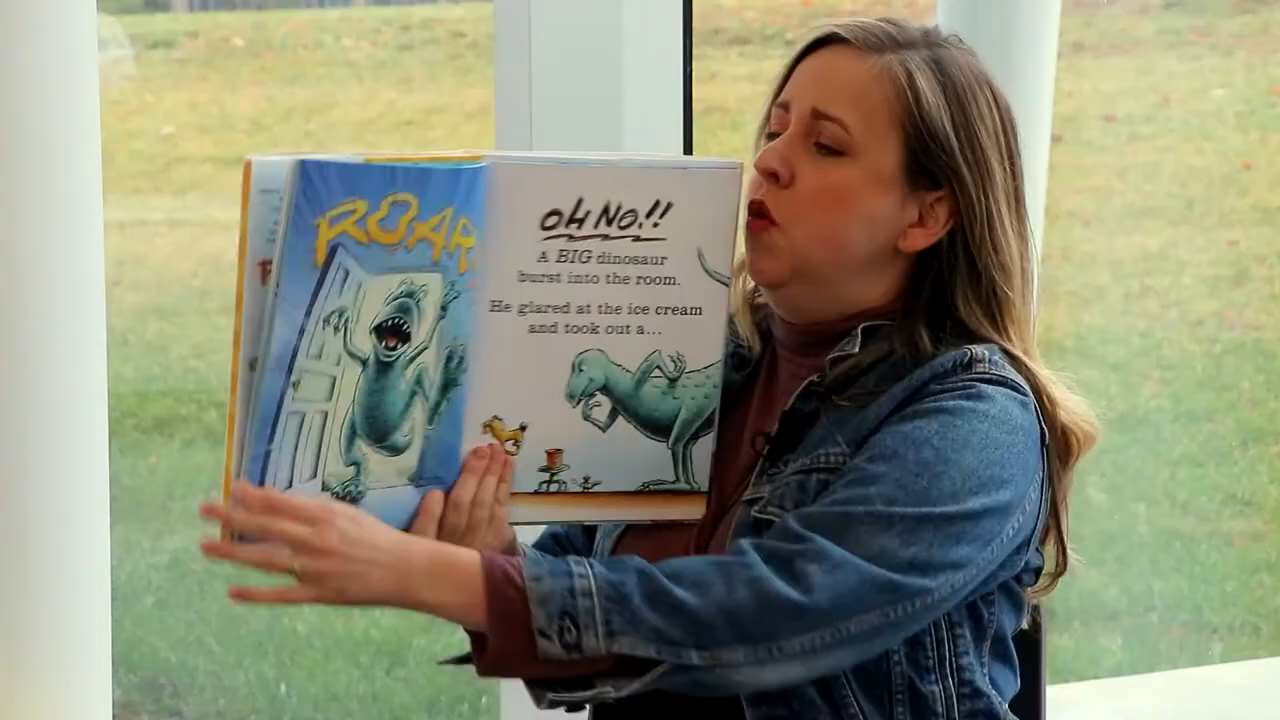 ROAR
OH NO!!
A BIG dinosaur
burst into the room.
He glared at the ice cream
and took out a...